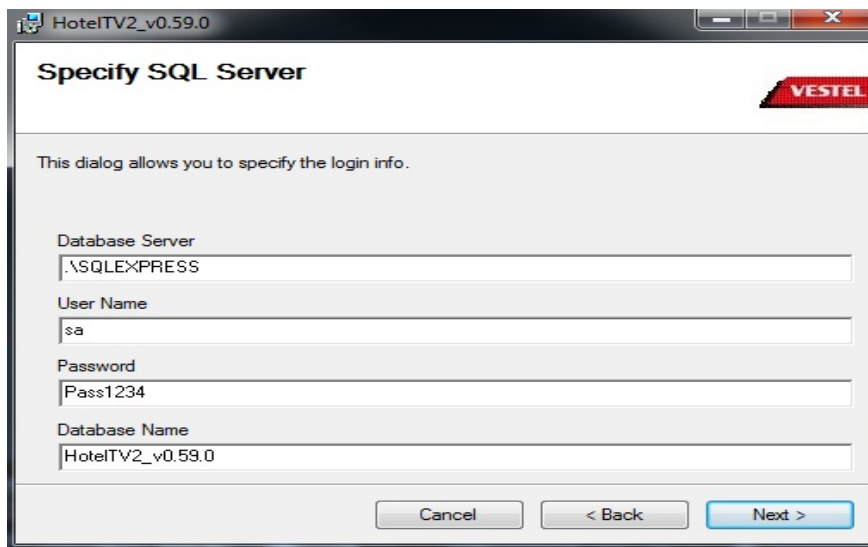 HotelTV2_v0.59.0
Specify SQL Server
VESTEL
This dialog allows you to specify the login info.
Database Server
.\SQLEXPRESS
User Name
sa
Password
Pass1234
Database Name
HotelTV2_v0.59.0
Cancel
< Back
Next >